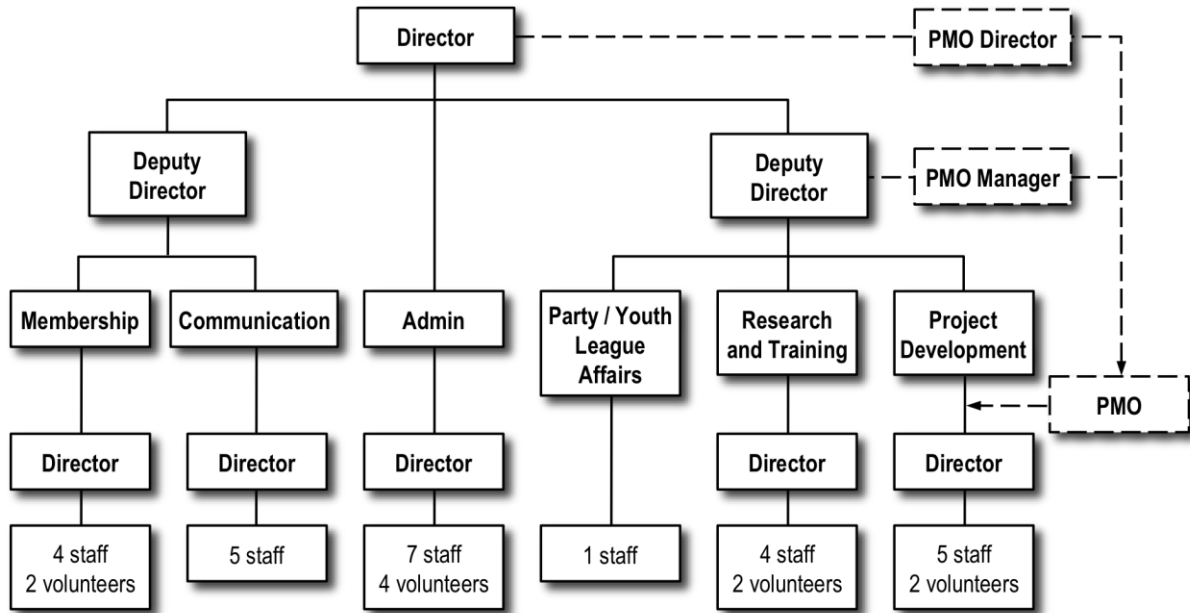 Director
PMO Director
Deputy
Director
Deputy
Director
PMO Manager
Membership
Communication
Admin
Party / Youth
League
Affairs
Research
and Training
Project
Development
PMO
Director
Director
Director
Director
Director
4 staff
2 volunteers
5 staff
7 staff
4 volunteers
1 staff
4 staff
2 volunteers
5 staff
2 volunteers